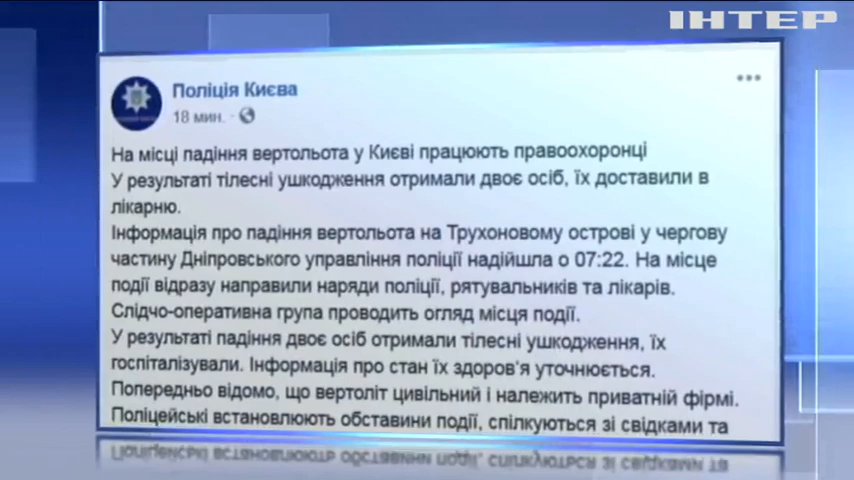 ІНТЕР
Поліція Києва
18 мин.
На місці падіння вертольота у Києві працюють правоохоронці
У результаті тілесні ушкодження отримали двоє осіб, їх доставили в
лікарню.
Інформація про падіння вертольота на Трухоновому острові у чергову
частину Дніпровського управління поліції надійшла о 07:22. На місце
події відразу направили наряди поліції, рятувальників та лікарів.
Слідчо-оперативна група проводить огляд місця події.
У результаті падіння двоє осіб отримали тілесні ушкодження, їх
госпіталізували. Інформація про стан їх здоров'я уточнюється.
Попередньо відомо, що вертоліт цивільний і належить приватній фірмі.
Поліцейські встановлюють обставини події, спілкуються зі свідками та